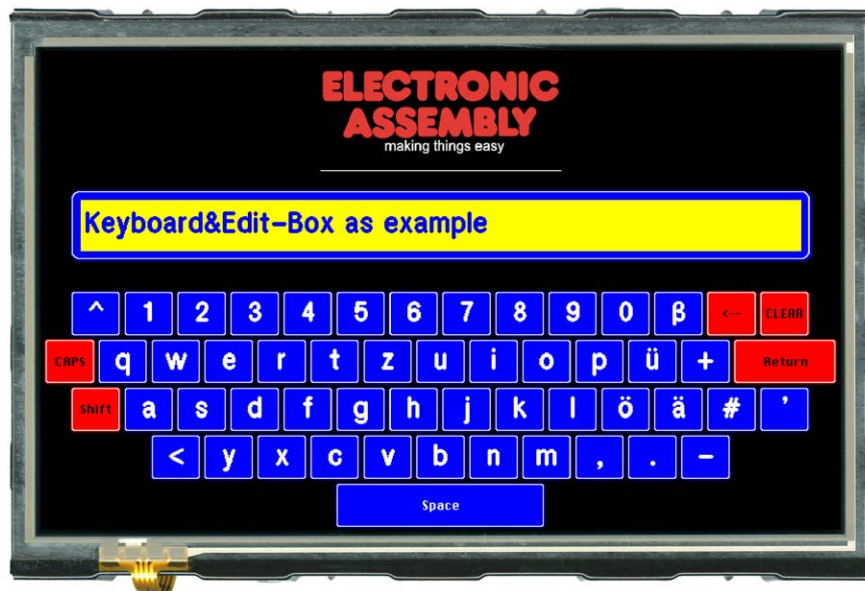 ELECTRONIC
ASSEMBLY
making things easy
Keyboard&Edit-Box as example
^ 1 2 3 4 5 6 7 8 9 0 β <-- CLEAR
CAPS q w e r t z u i o p ü + Return
Shift a s d f g h j k l ö ä # '
< y x c v b n m , . -
Space